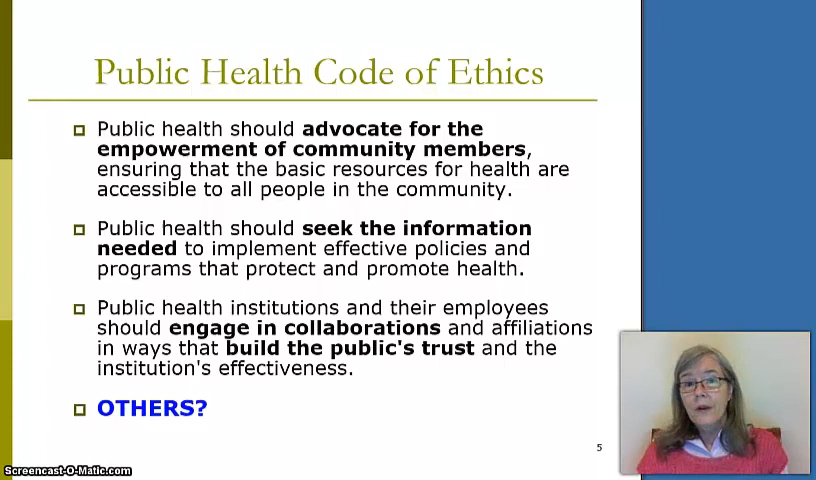 Public Health Code of Ethics
Public health should advocate for the
empowerment of community members,
ensuring that the basic resources for health are
accessible to all people in the community.
Public health should seek the information
needed to implement effective policies and
programs that protect and promote health.
Public health institutions and their employees
should engage in collaborations and affiliations
in ways that build the public's trust and the
institution's effectiveness.
OTHERS?
5
Screencast-O-Matic.com